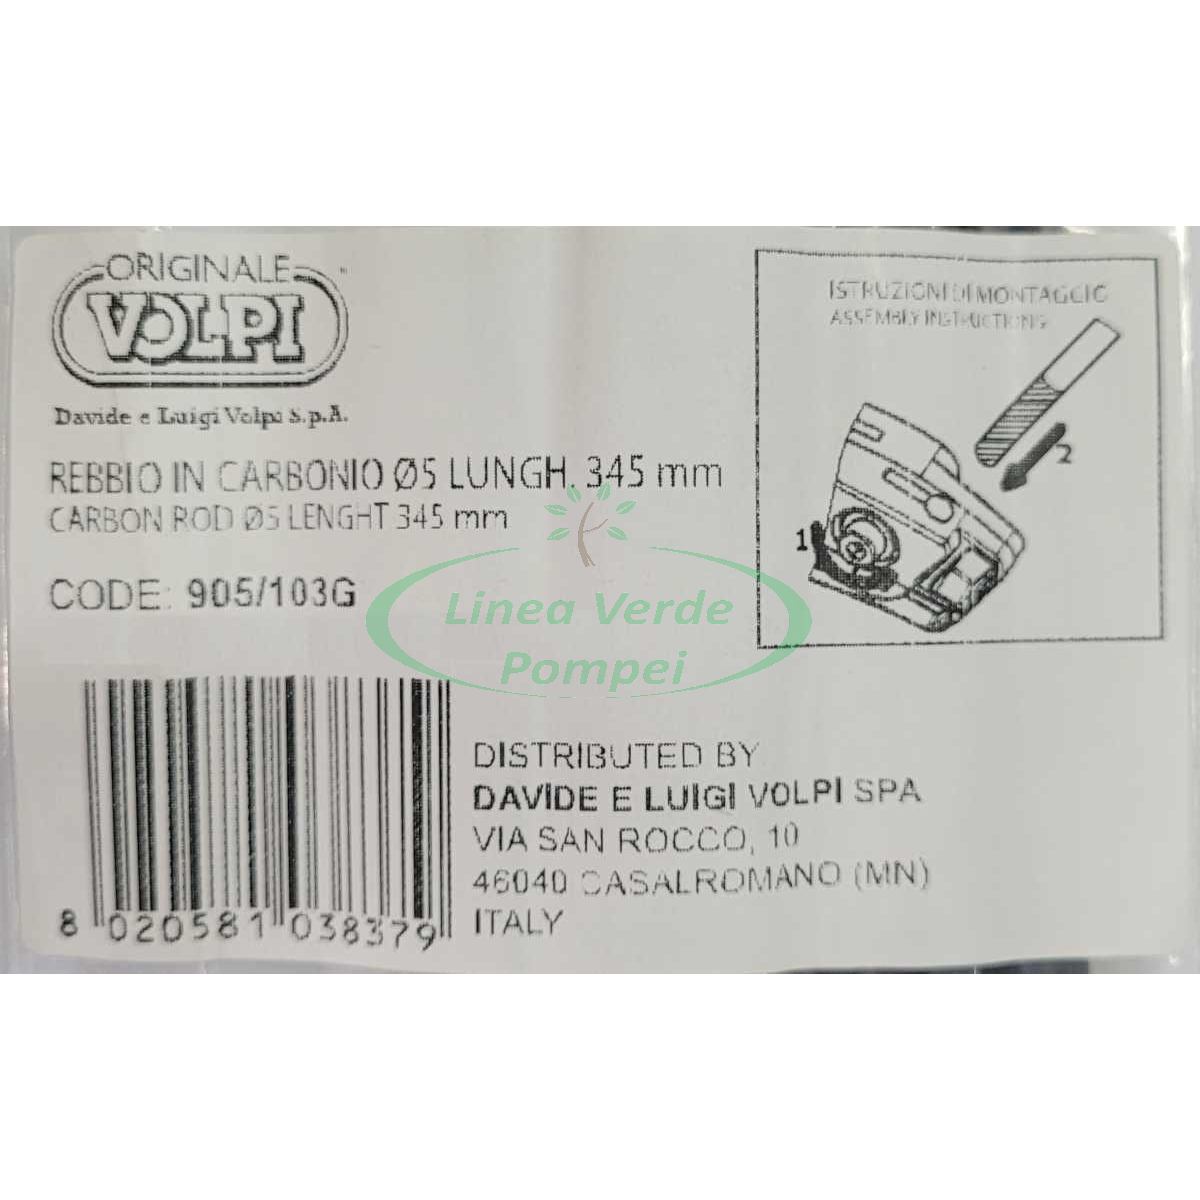 ORIGINALE
VOLPI
Davide e Luigi Volpi S.p.A.
REBBIO IN CARBONIO Ø5 LUNGH. 345 mm
CARBON ROD Ø5 LENGHT 345 mm
CODE: 905/103G
ISTRUZIONI DI MONTAGGIO
ASSEMBLY INSTRUCTIONS
2
1
Linea Verde
Pompei
DISTRIBUTED BY
DAVIDE E LUIGI VOLPI SPA
VIA SAN ROCCO, 10
46040 CASALROMANO (MN)
ITALY
8 020581 038379